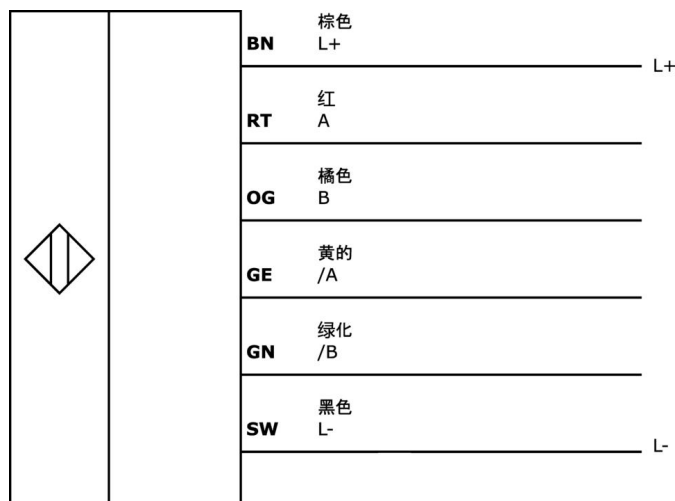 棕色
BN L+
L+
红
RT A
橘色
OG B
黄的
GE /A
绿化
GN /B
黑色
SW L-
L-